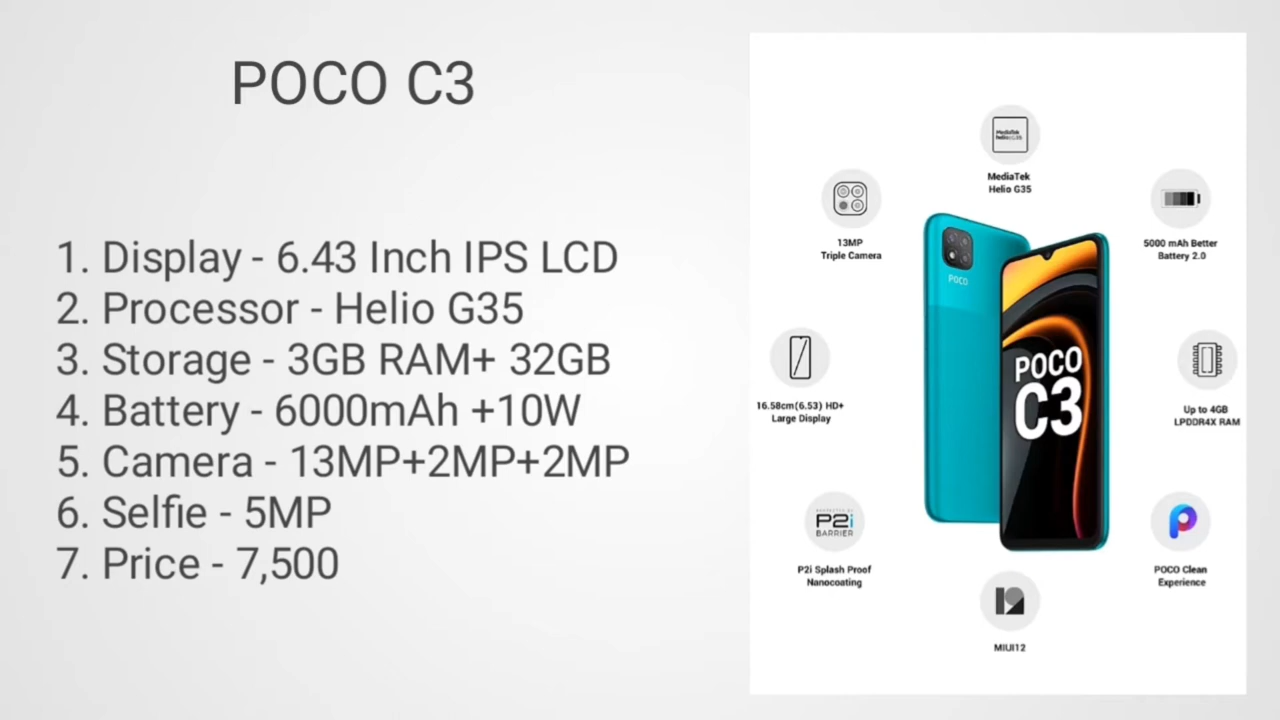 POCO C3
1. Display - 6.43 Inch IPS LCD
2. Processor - Helio G35
3. Storage - 3GB RAM+ 32GB
4. Battery - 6000mAh +10W
5. Camera - 13MP+2MP+2MP
6. Selfie - 5MP
7. Price - 7,500
MediaTek
MediaTek
Helio G35
13MP
Triple Camera
5000 mAh Better
Battery 2.0
POCO
POCO
C3
16.58cm(6.53) HD+
Large Display
Up to 4GB
LPDDR4X RAM
P2i
BARRIER
P2i Splash Proof
Nanocoating
POCO Clean
Experience
MIUI12